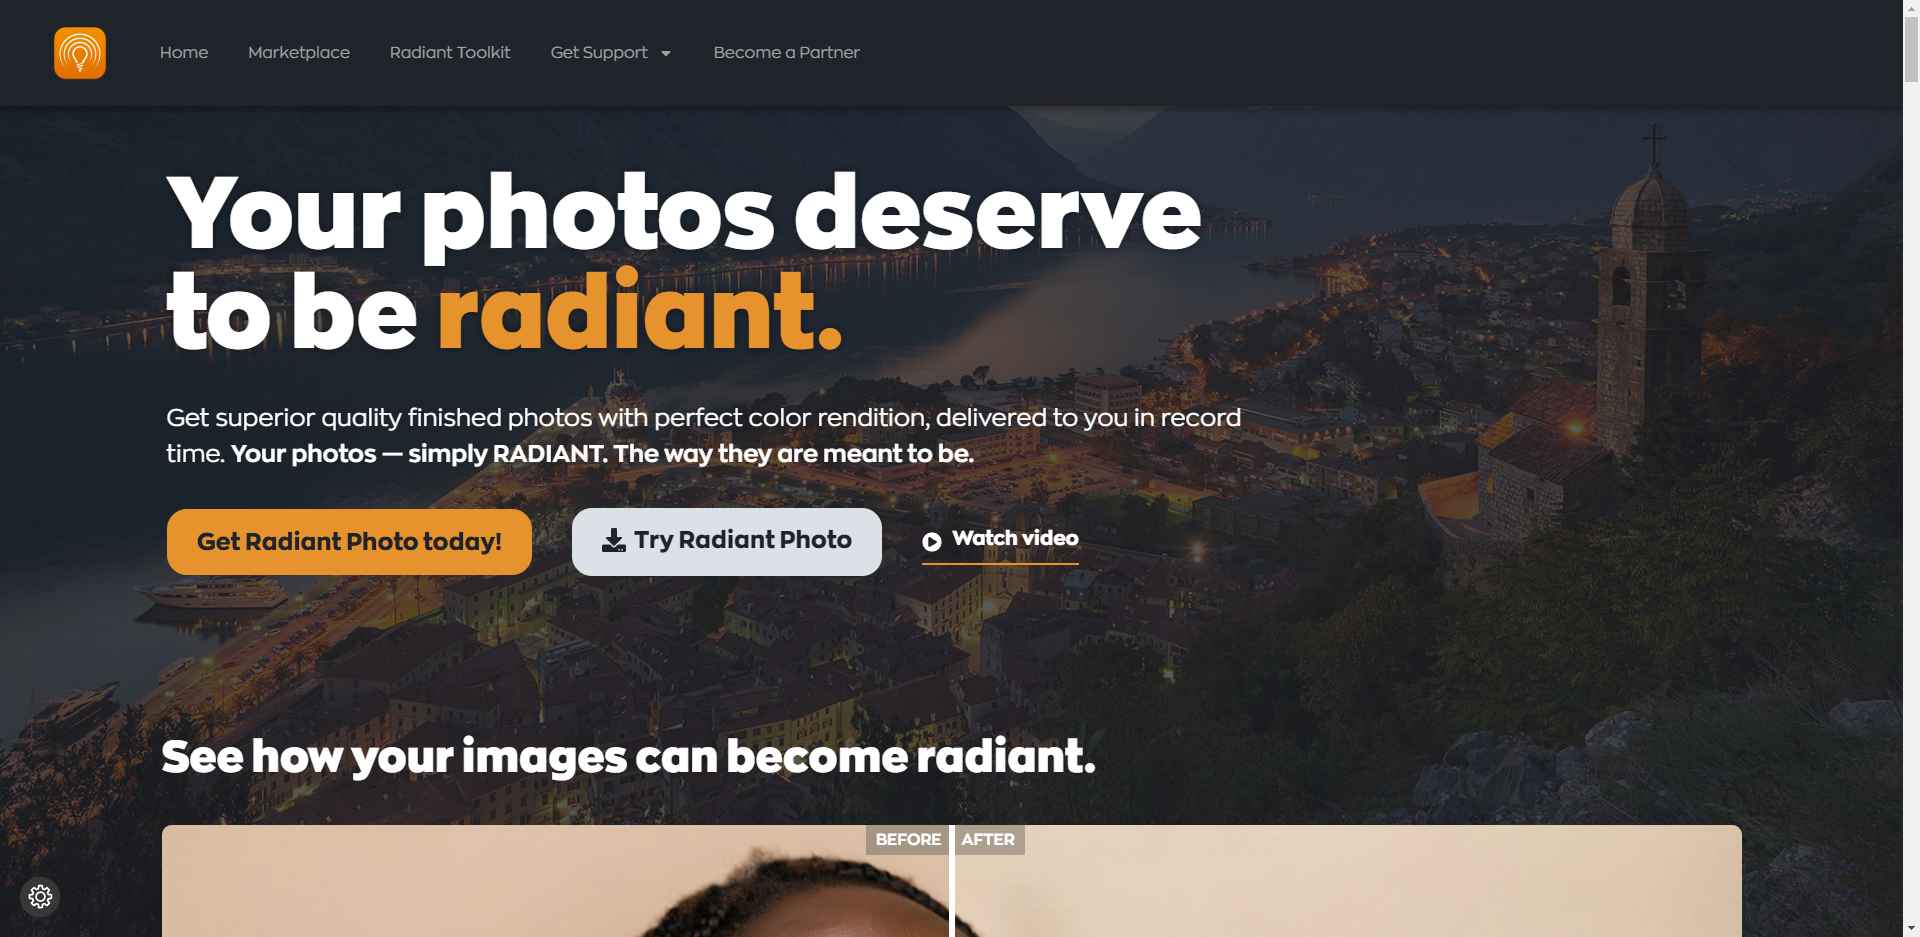 Home
Marketplace
Radiant Toolkit
Get Support
Become a Partner
Your photos deserve
to be radiant.
Get superior quality finished photos with perfect color rendition, delivered to you in record
time. Your photos — simply RADIANT. The way they are meant to be.
Get Radiant Photo today!
Try Radiant Photo
Watch video
See how your images can become radiant.
BEFORE
AFTER